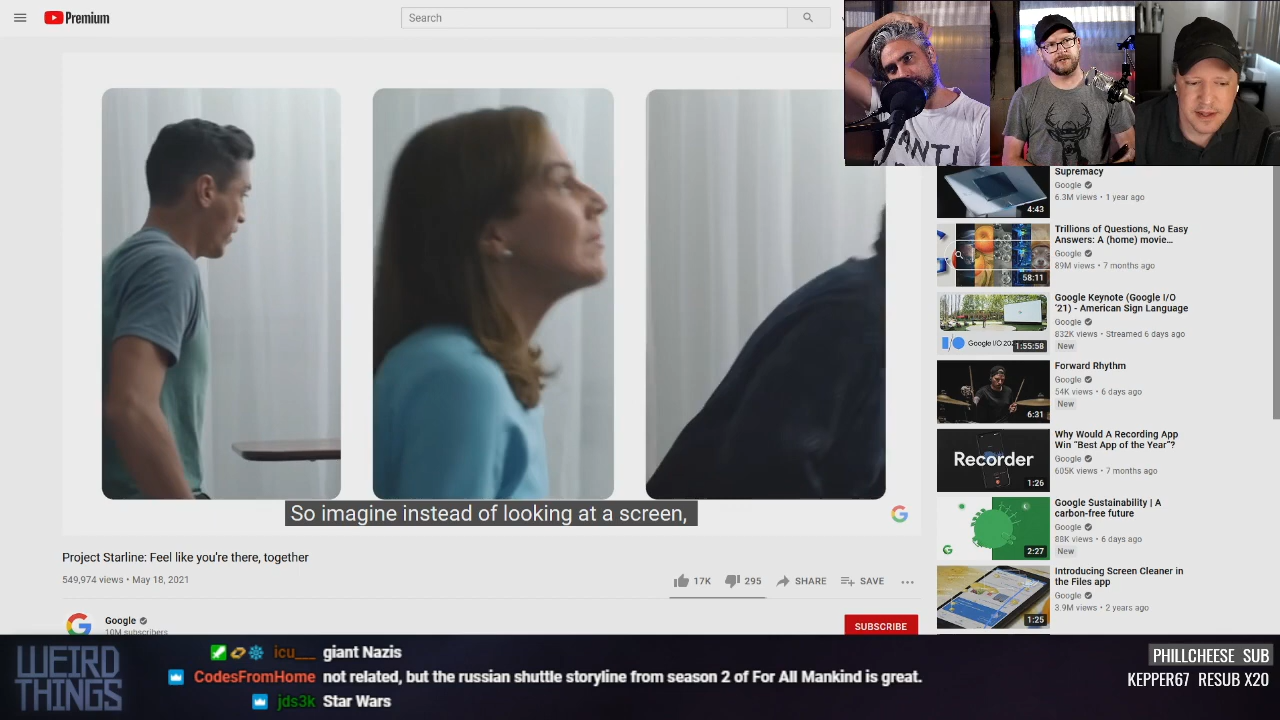 Premium
Search
So imagine instead of looking at a screen,
Project Starline: Feel like you're there, together
549,974 views • May 18, 2021
17K
295
SHARE
SAVE
Google
10M subscribers
SUBSCRIBE
ANTI
Supremacy
Google
6.3M views • 1 year ago
4:43
Trillions of Questions, No Easy
Answers: A (home) movie...
Google
89M views • 7 months ago
58:11
Google Keynote (Google I/O
'21) - American Sign Language
Google
832K views • Streamed 6 days ago
New
1:55:58
Forward Rhythm
Google
54K views • 6 days ago
New
6:31
Why Would A Recording App
Win "Best App of the Year"?
Google
605K views • 7 months ago
Recorder
1:26
Google Sustainability | A
carbon-free future
Google
88K views • 6 days ago
New
2:27
Introducing Screen Cleaner in
the Files app
Google
3.9M views • 2 years ago
1:25
WEIRD
THINGS
icu___ giant Nazis
CodesFromHome not related, but the russian shuttle storyline from season 2 of For All Mankind is great.
jds3k Star Wars
PHILLCHEESE SUB
KEPPER67 RESUB X20